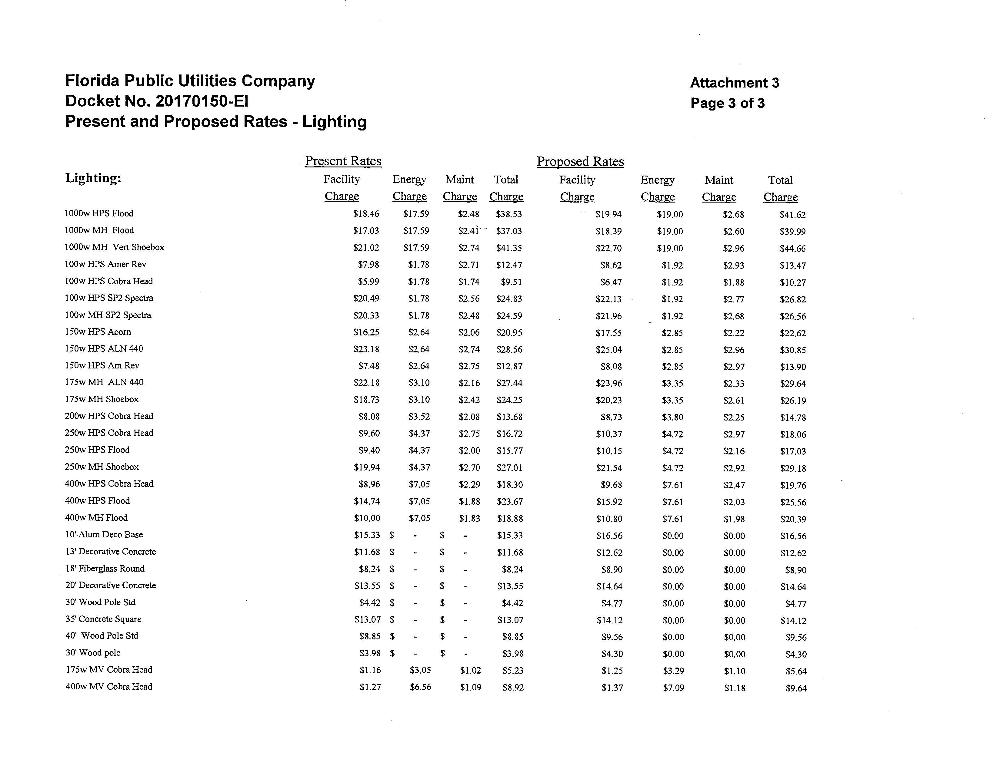 Florida Public Utilities Company
Attachment 3
Docket No. 20170150-EI
Page 3 of 3
Present and Proposed Rates - Lighting
Present Rates Proposed Rates
Lighting: Facility Energy Maint Total Facility Energy Maint Total
Charge Charge Charge Charge Charge Charge Charge Charge
1000w HPS Flood $18.46 $17.59 $2.48 $38.53 $19.94 $19.00 $2.68 $41.62
1000w MH Flood $17.03 $17.59 $2.41 $37.03 $18.39 $19.00 $2.60 $39.99
1000w MH Vert Shoebox $21.02 $17.59 $2.74 $41.35 $22.70 $19.00 $2.96 $44.66
100w HPS Amer Rev $7.98 $1.78 $2.71 $12.47 $8.62 $1.92 $2.93 $13.47
100w HPS Cobra Head $5.99 $1.78 $1.74 $9.51 $6.47 $1.92 $1.88 $10.27
100w HPS SP2 Spectra $20.49 $1.78 $2.56 $24.83 $22.13 $1.92 $2.77 $26.82
100w MH SP2 Spectra $20.33 $1.78 $2.48 $24.59 $21.96 $1.92 $2.68 $26.56
150w HPS Acorn $16.25 $2.64 $2.06 $20.95 $17.55 $2.85 $2.22 $22.62
150w HPS ALN 440 $23.18 $2.64 $2.74 $28.56 $25.04 $2.85 $2.96 $30.85
150w HPS Am Rev $7.48 $2.64 $2.75 $12.87 $8.08 $2.85 $2.97 $13.90
175w MH ALN 440 $22.18 $3.10 $2.16 $27.44 $23.96 $3.35 $2.33 $29.64
175w MH Shoebox $18.73 $3.10 $2.42 $24.25 $20.23 $3.35 $2.61 $26.19
200w HPS Cobra Head $8.08 $3.52 $2.08 $13.68 $8.73 $3.80 $2.25 $14.78
250w HPS Cobra Head $9.60 $4.37 $2.75 $16.72 $10.37 $4.72 $2.97 $18.06
250w HPS Flood $9.40 $4.37 $2.00 $15.77 $10.15 $4.72 $2.16 $17.03
250w MH Shoebox $19.94 $4.37 $2.70 $27.01 $21.54 $4.72 $2.92 $29.18
400w HPS Cobra Head $8.96 $7.05 $2.29 $18.30 $9.68 $7.61 $2.47 $19.76
400w HPS Flood $14.74 $7.05 $1.88 $23.67 $15.92 $7.61 $2.03 $25.56
400w MH Flood $10.00 $7.05 $1.83 $18.88 $10.80 $7.61 $1.98 $20.39
10' Alum Deco Base $15.33 $ - $ - $15.33 $16.56 $0.00 $0.00 $16.56
13' Decorative Concrete $11.68 $ - $ - $11.68 $12.62 $0.00 $0.00 $12.62
18' Fiberglass Round $8.24 $ - $ - $8.24 $8.90 $0.00 $0.00 $8.90
20' Decorative Concrete $13.55 $ - $ - $13.55 $14.64 $0.00 $0.00 $14.64
30' Wood Pole Std $4.42 $ - $ - $4.42 $4.77 $0.00 $0.00 $4.77
35' Concrete Square $13.07 $ - $ - $13.07 $14.12 $0.00 $0.00 $14.12
40' Wood Pole Std $8.85 $ - $ - $8.85 $9.56 $0.00 $0.00 $9.56
30' Wood pole $3.98 $ - $ - $3.98 $4.30 $0.00 $0.00 $4.30
175w MV Cobra Head $1.16 $3.05 $1.02 $5.23 $1.25 $3.29 $1.10 $5.64
400w MV Cobra Head $1.27 $6.56 $1.09 $8.92 $1.37 $7.09 $1.18 $9.64